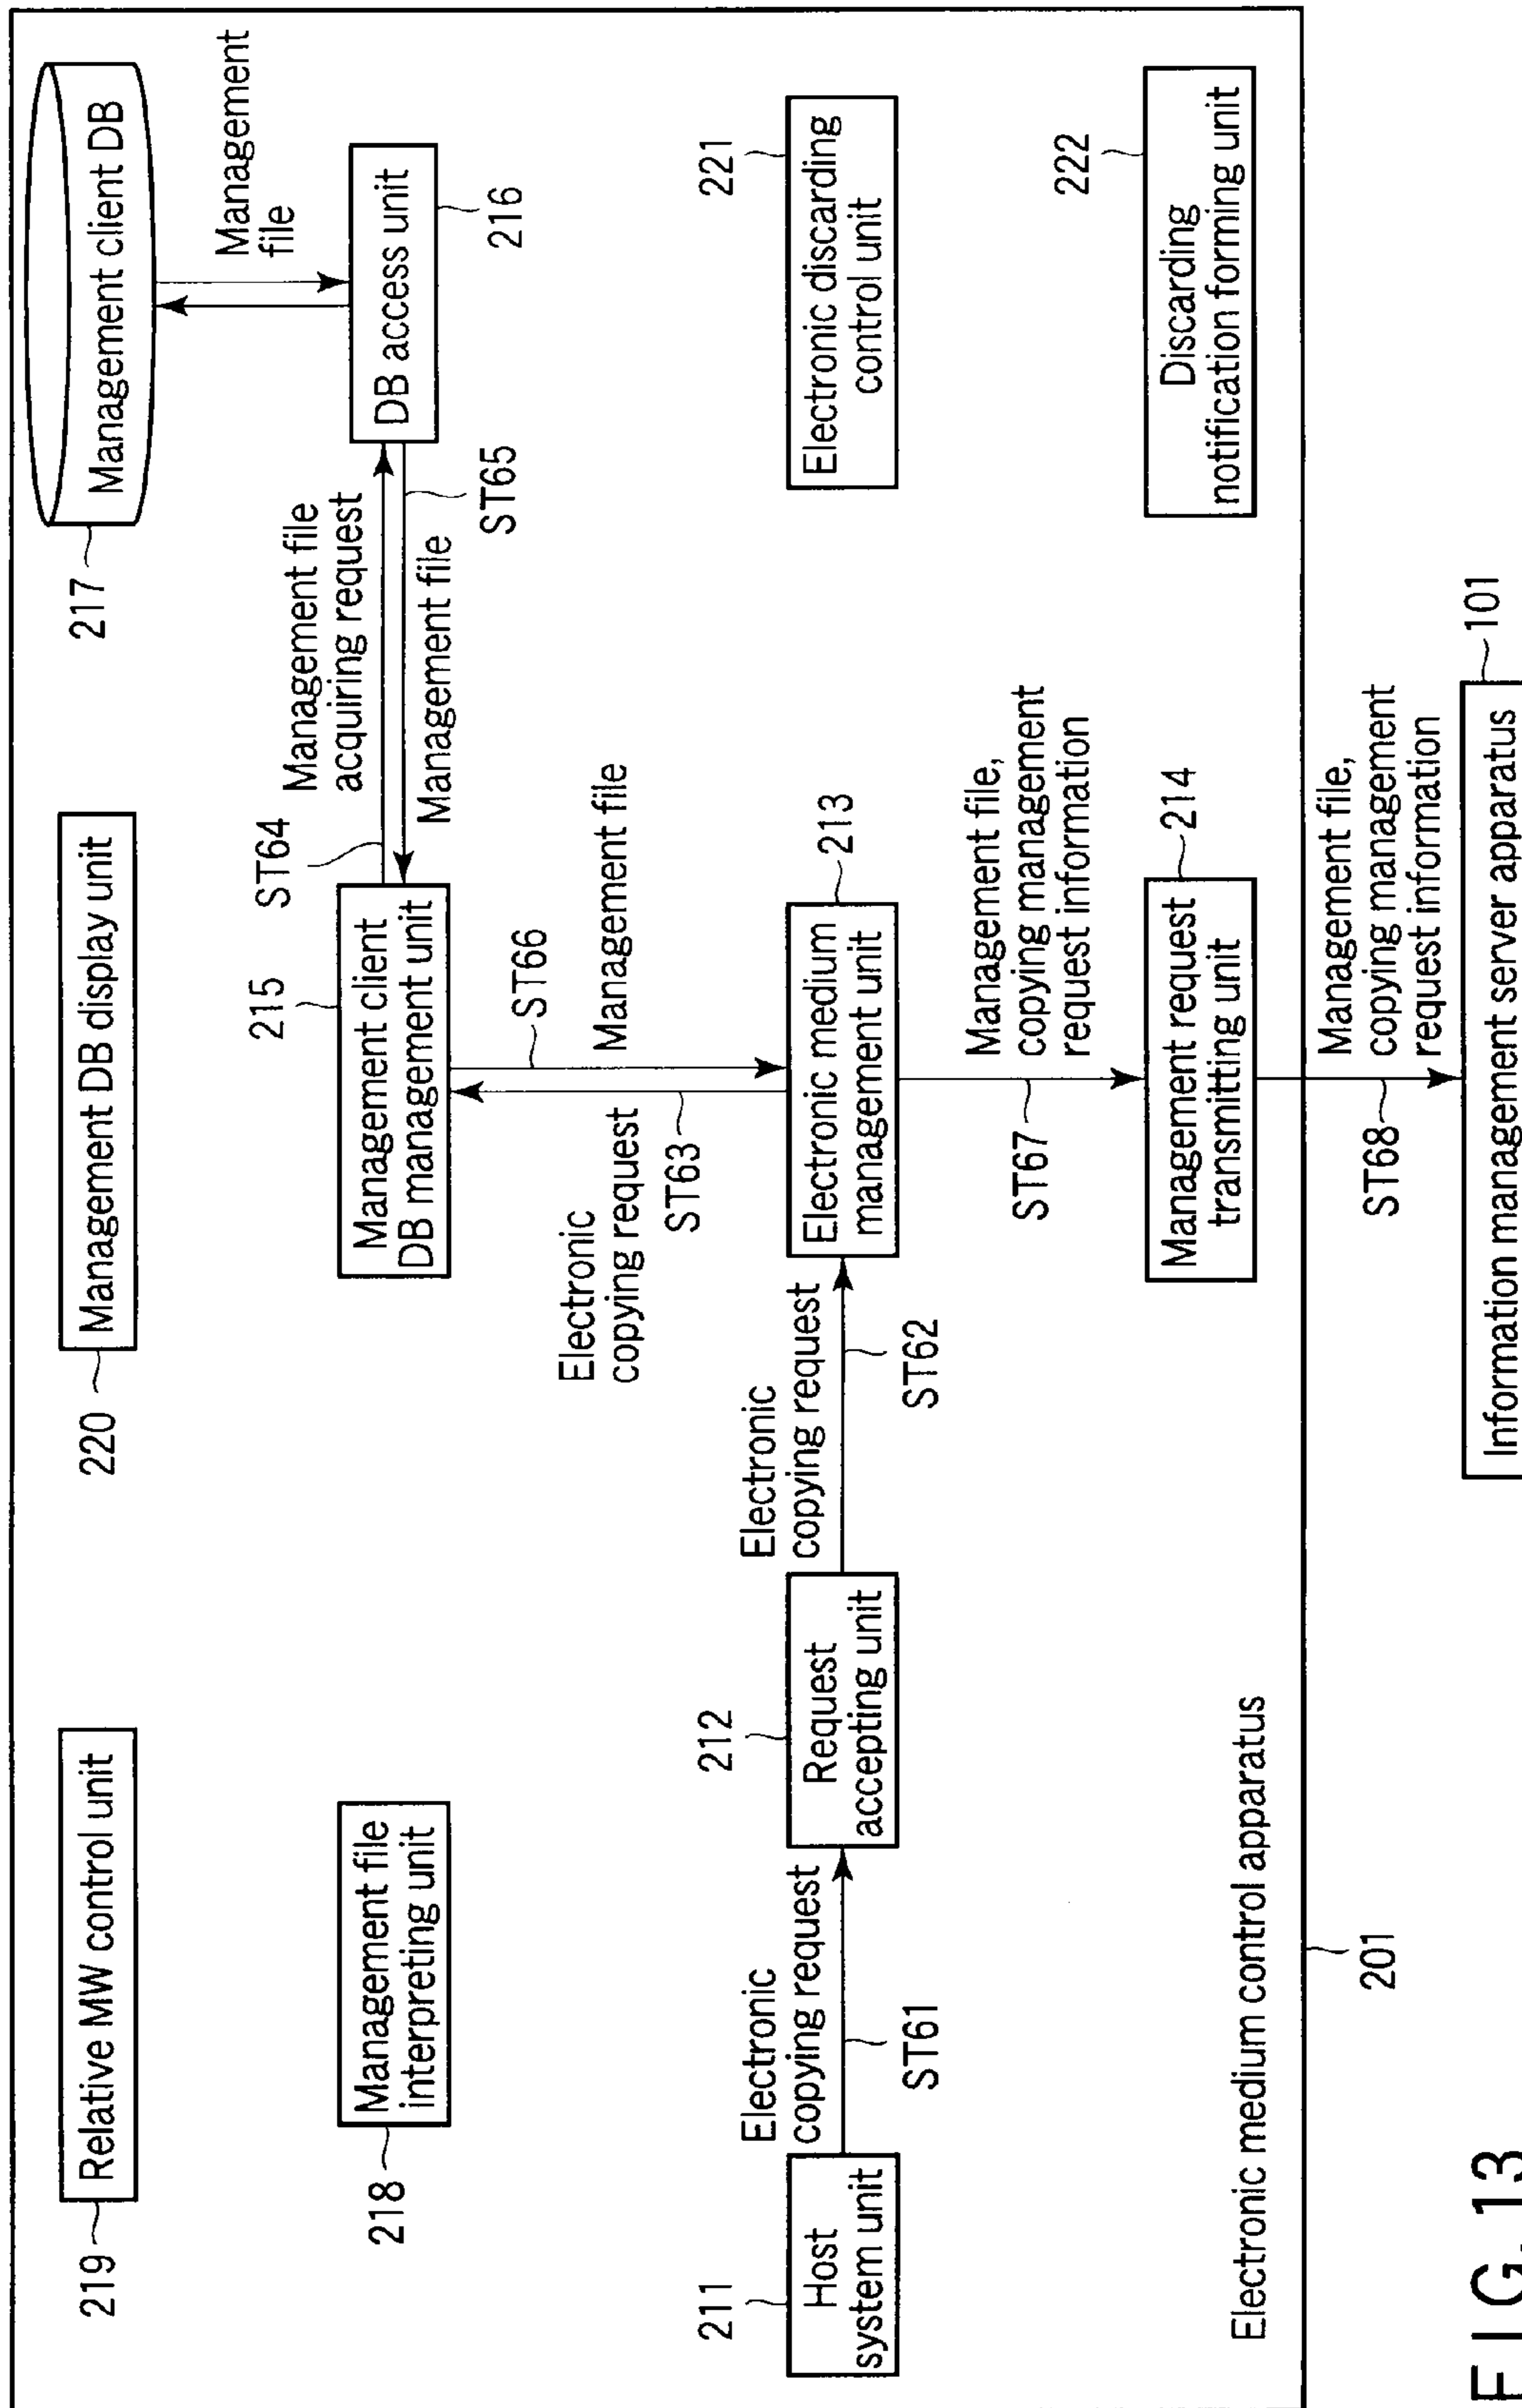 219
Relative MW control unit
220
Management DB display unit
217
Management client DB
218
Management file
interpreting unit
215
Management client
DB management unit
ST64
Management file
acquiring request
Management file
ST65
DB access unit
216
Management
file
Electronic
copying request
ST63
ST66
Management file
211
Host
system unit
Electronic
copying request
ST61
212
Request
accepting unit
Electronic
copying request
ST62
Electronic medium
management unit
213
221
Electronic discarding
control unit
ST67
Management file,
copying management
request information
Management request
transmitting unit
214
222
Discarding
notification forming unit
Electronic medium control apparatus
201
ST68
Management file,
copying management
request information
Information management server apparatus
101
FIG. 13